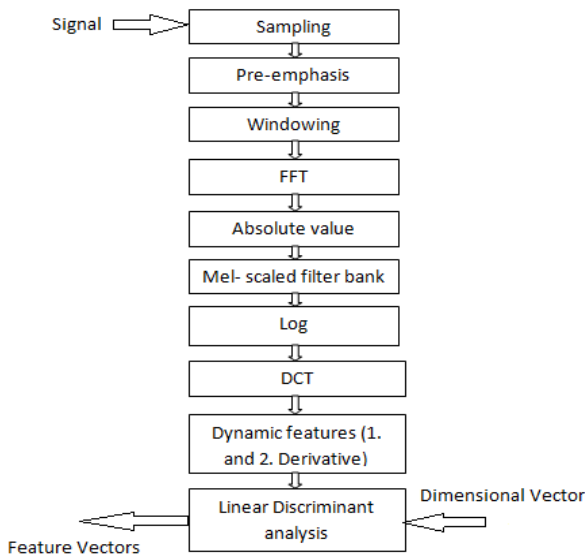 Signal
Sampling
Pre-emphasis
Windowing
FFT
Absolute value
Mel- scaled filter bank
Log
DCT
Dynamic features (1.
and 2. Derivative)
Linear Discriminant
analysis
Dimensional Vector
Feature Vectors